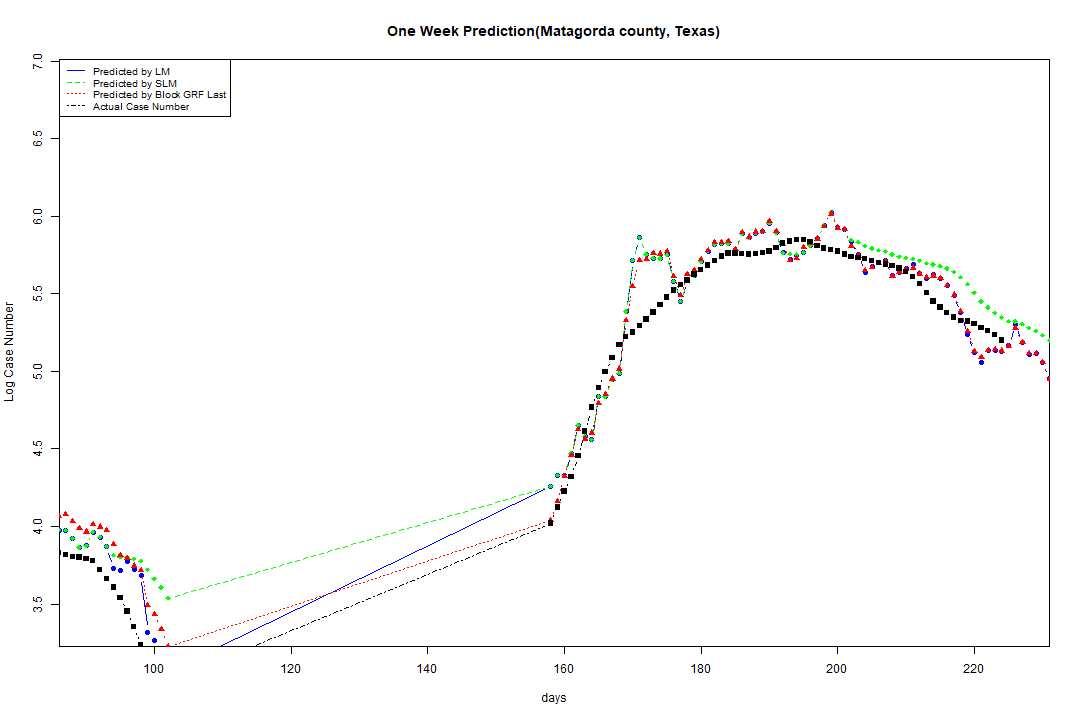 One Week Prediction(Matagorda county, Texas)
Predicted by LM
Predicted by SLM
Predicted by Block GRF Last
Actual Case Number
Log Case Number
7.0
6.5
6.0
5.5
5.0
4.5
4.0
3.5
100 120 140 160 180 200 220
days